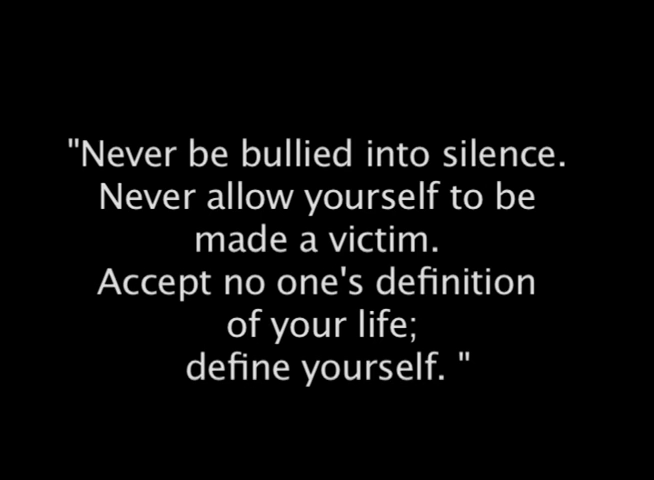 "Never be bullied into silence.
Never allow yourself to be
made a victim.
Accept no one's definition
of your life;
define yourself. "